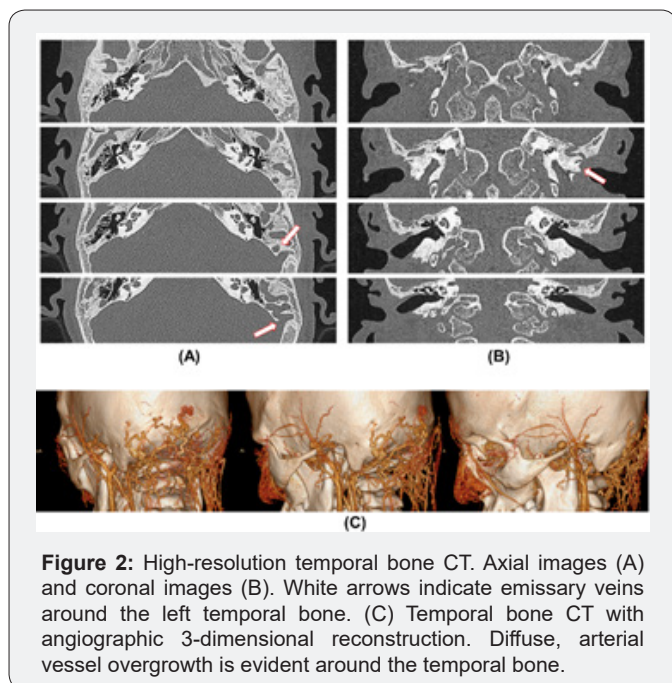 (A)
(B)
(C)
Figure 2: High-resolution temporal bone CT. Axial images (A)
and coronal images (B). White arrows indicate emissary veins
around the left temporal bone. (C) Temporal bone CT with
angiographic 3-dimensional reconstruction. Diffuse, arterial
vessel overgrowth is evident around the temporal bone.